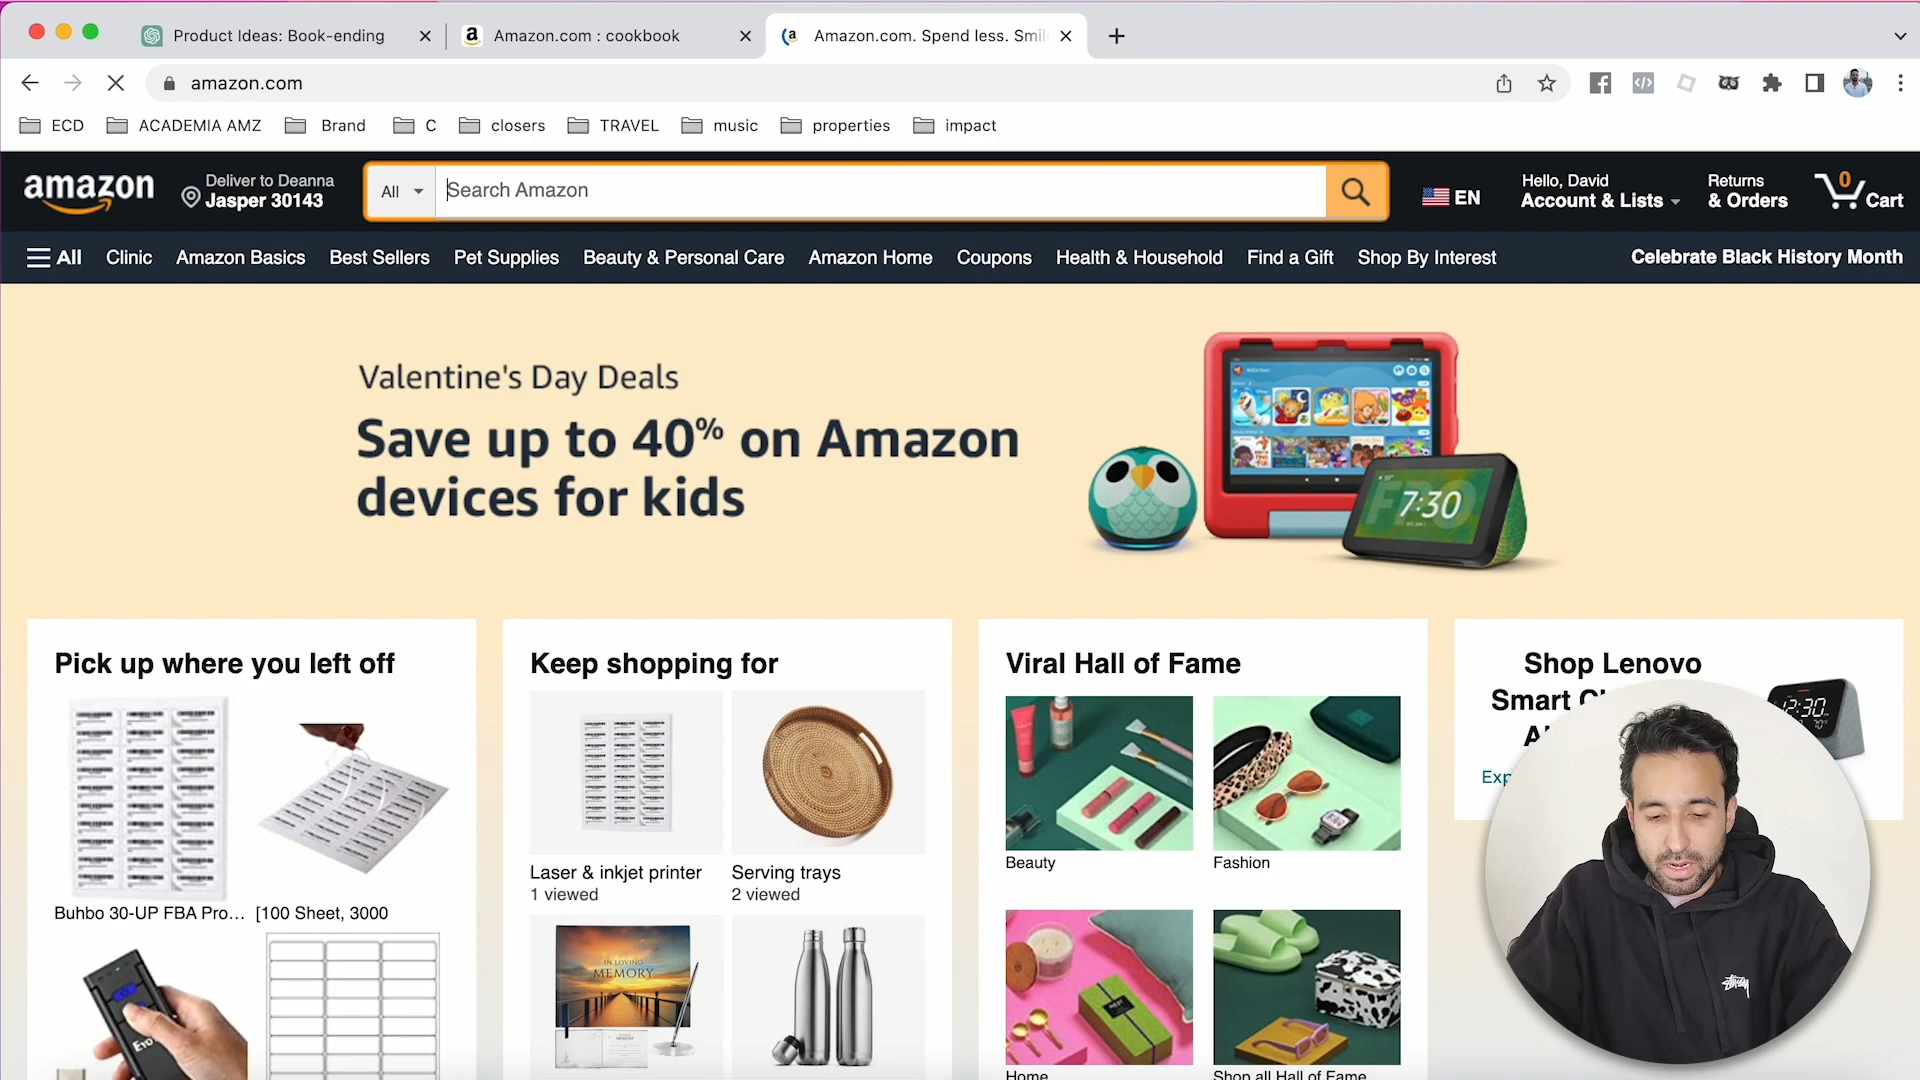 Product Ideas: Book-ending
Amazon.com : cookbook
Amazon.com. Spend less. Smil
amazon.com
ECD
ACADEMIA AMZ
Brand
C
closers
TRAVEL
music
properties
impact
amazon
Deliver to Deanna
Jasper 30143
All
Search Amazon
EN
Hello, David
Account & Lists
Returns
& Orders
0
Cart
All
Clinic
Amazon Basics
Best Sellers
Pet Supplies
Beauty & Personal Care
Amazon Home
Coupons
Health & Household
Find a Gift
Shop By Interest
Celebrate Black History Month
Valentine's Day Deals
Save up to 40% on Amazon
devices for kids
7:30
Pick up where you left off
Buhbo 30-UP FBA Pro...
[100 Sheet, 3000
Keep shopping for
Laser & inkjet printer
1 viewed
Serving trays
2 viewed
IN LOVING
MEMORY
Viral Hall of Fame
Beauty
Fashion
Home
Shop all Hall of Fame
Shop Lenovo
Smart
12:30
Exp